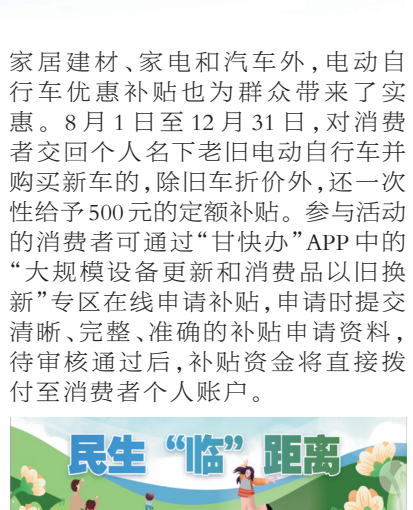 家居建材、家电和汽车外，电动自
行车优惠补贴也为群众带来了实
惠。8月1日至12月31日，对消费
者交回个人名下老旧电动自行车并
购买新车的，除旧车折价外，还一次
性给予500元的定额补贴。参与活动
的消费者可通过“甘快办”APP中的
“大规模设备更新和消费品以旧换
新”专区在线申请补贴，申请时提交
清晰、完整、准确的补贴申请资料，
待审核通过后，补贴资金将直接拨
付至消费者个人账户。
民生“临”距离